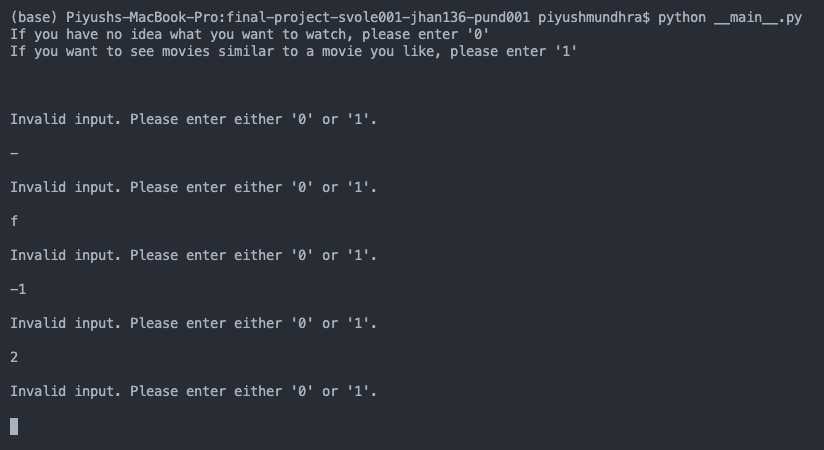 (base) Piyushs-MacBook-Pro:final-project-svole001-jhan136-pund001 piyushmundhra$ python __main__.py
If you have no idea what you want to watch, please enter '0'
If you want to see movies similar to a movie you like, please enter '1'
Invalid input. Please enter either '0' or '1'.
-
Invalid input. Please enter either '0' or '1'.
f
Invalid input. Please enter either '0' or '1'.
-1
Invalid input. Please enter either '0' or '1'.
2
Invalid input. Please enter either '0' or '1'.